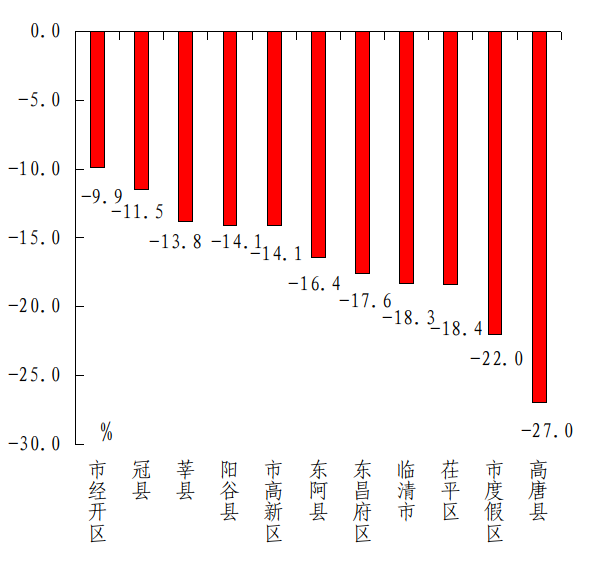 0.0
-5.0
-10.0
-15.0
-20.0
-25.0
-30.0
%
-9.9
-11.5
-13.8
-14.1
-14.1
-16.4
-17.6
-18.3
-18.4
-22.0
-27.0
市经开区
冠县
莘县
阳谷县
市高新区
东阿县
东昌府区
临清市
茌平区
市度假区
高唐县